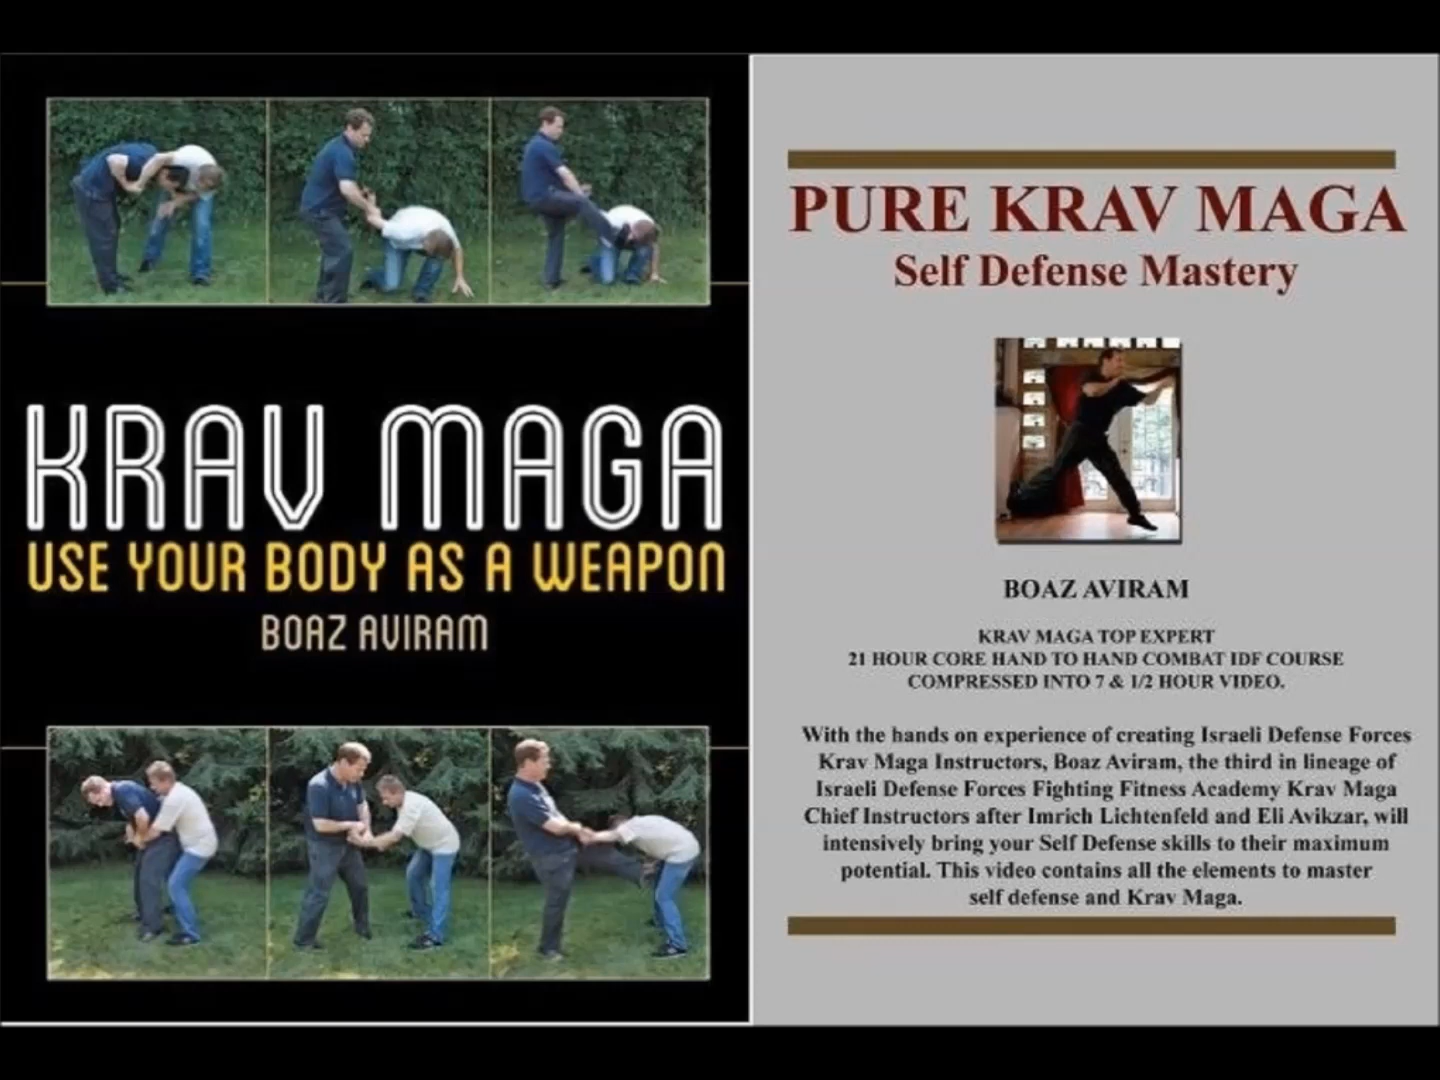 KRAV MAGA
USE YOUR BODY AS A WEAPON
BOAZ AVIRAM
PURE KRAV MAGA
Self Defense Mastery
BOAZ AVIRAM
KRAV MAGA TOP EXPERT
21 HOUR CORE HAND TO HAND COMBAT IDF COURSE
COMPRESSED INTO 7 & 1/2 HOUR VIDEO.
With the hands on experience of creating Israeli Defense Forces
Krav Maga Instructors, Boaz Aviram, the third in lineage of
Israeli Defense Forces Fighting Fitness Academy Krav Maga
Chief Instructors after Imrich Lichtenfeld and Eli Avikzar, will
intensively bring your Self Defense skills to their maximum
potential. This video contains all the elements to master
self defense and Krav Maga.